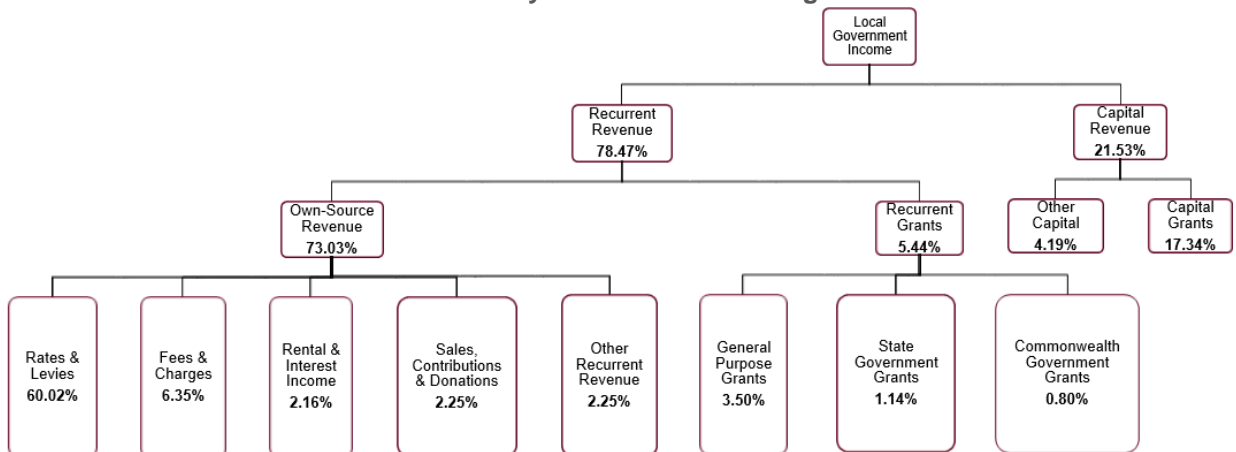 Local
Government
Income
Recurrent
Revenue
78.47%
Capital
Revenue
21.53%
Own-Source
Revenue
73.03%
Recurrent
Grants
5.44%
Other
Capital
4.19%
Capital
Grants
17.34%
Rates &
Levies
60.02%
Fees &
Charges
6.35%
Rental &
Interest
Income
2.16%
Sales,
Contributions
& Donations
2.25%
Other
Recurrent
Revenue
2.25%
General
Purpose
Grants
3.50%
State
Government
Grants
1.14%
Commonwealth
Government
Grants
0.80%